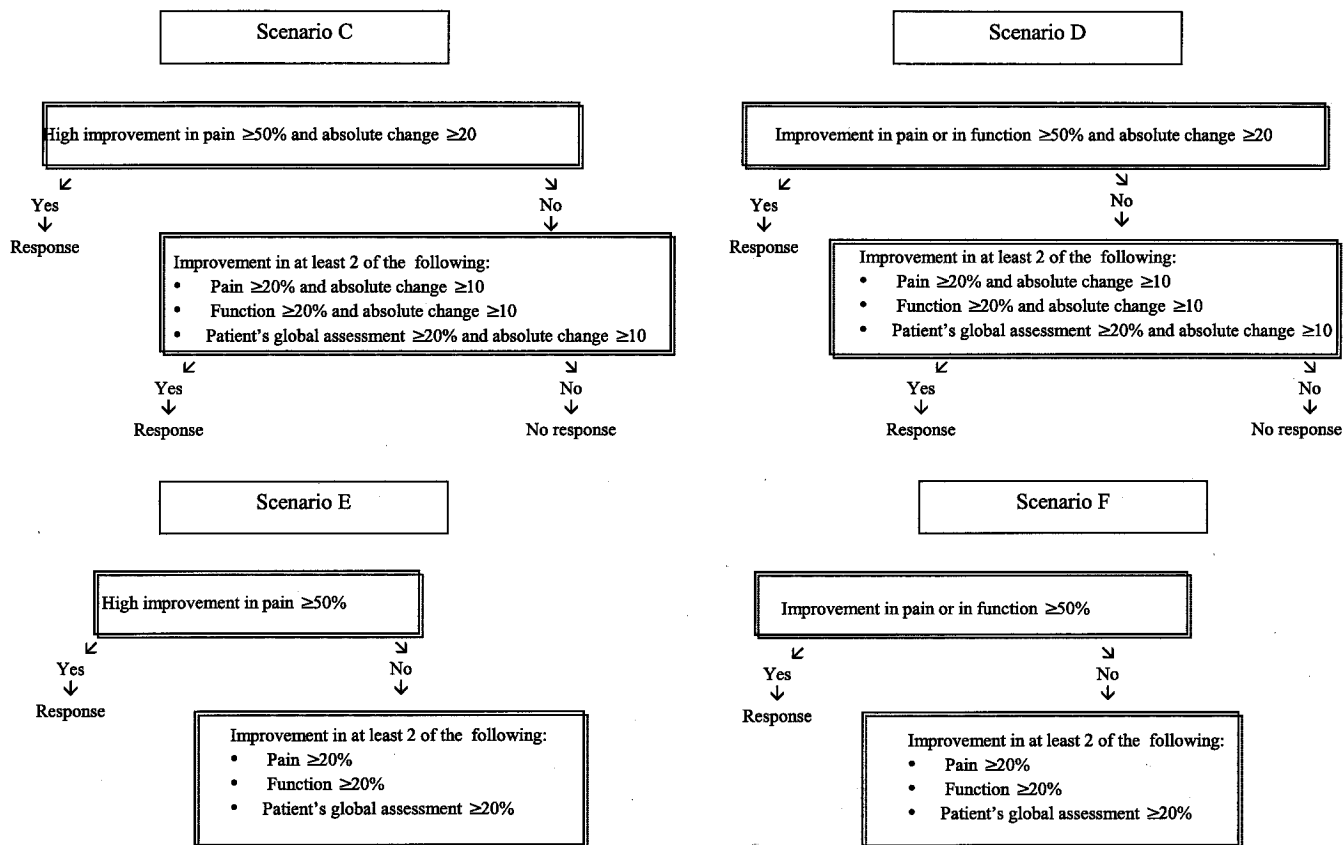 Scenario C
High improvement in pain ≥50% and absolute change ≥20
Yes
No
Response
Improvement in at least 2 of the following:
• Pain ≥20% and absolute change ≥10
• Function ≥20% and absolute change ≥10
• Patient's global assessment ≥20% and absolute change ≥10
Yes
No
Response
No response
Scenario D
Improvement in pain or in function ≥50% and absolute change ≥20
Yes
No
Response
Improvement in at least 2 of the following:
• Pain ≥20% and absolute change ≥10
• Function ≥20% and absolute change ≥10
• Patient's global assessment ≥20% and absolute change ≥10
Yes
No
Response
No response
Scenario E
High improvement in pain ≥50%
Yes
No
Response
Improvement in at least 2 of the following:
• Pain ≥20%
• Function ≥20%
• Patient's global assessment ≥20%
Scenario F
Improvement in pain or in function ≥50%
Yes
No
Response
Improvement in at least 2 of the following:
• Pain ≥20%
• Function ≥20%
• Patient's global assessment ≥20%